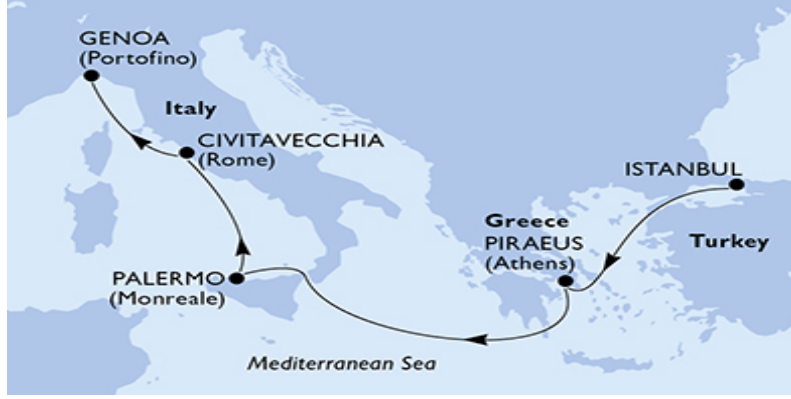 GENOA
(Portofino)
Italy
CIVITAVECCHIA
(Rome)
ISTANBUL
Greece
PIRAEUS
(Athens)
Turkey
PALERMO
(Monreale)
Mediterranean Sea